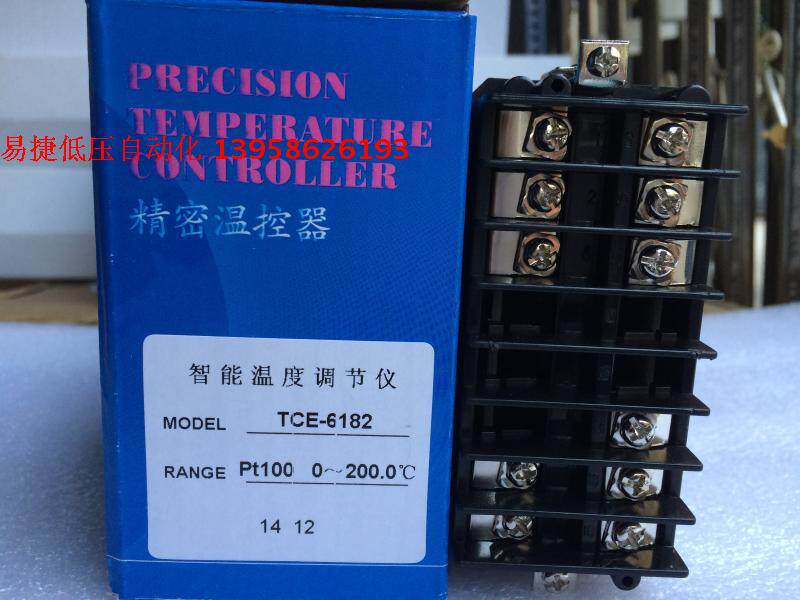 PRECISION
TEMPERATURE
易捷低压自动化 13958626193
CONTROLLER
精密温控器
智能温度调节仪
MODEL TCE-6182
RANGE Pt100 0～200.0℃
14 12